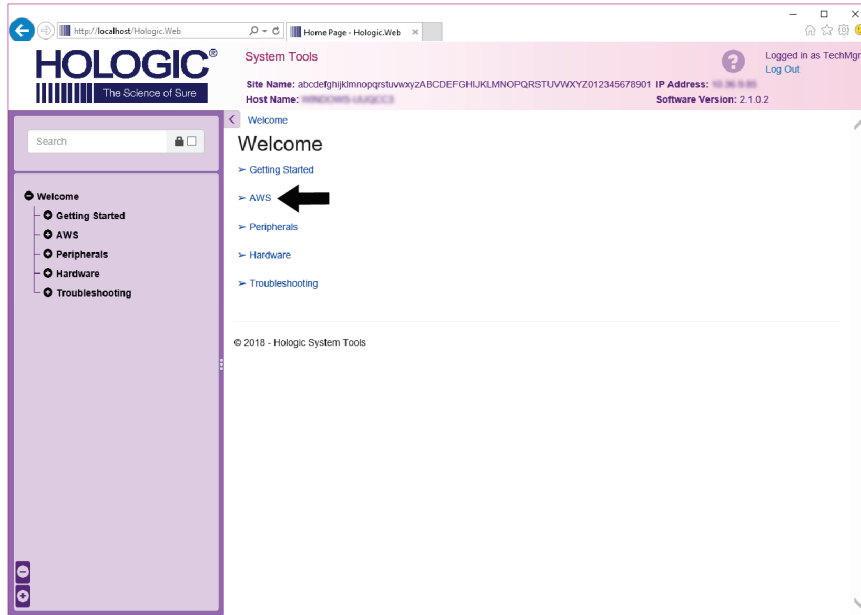 http://localhost/Hologic.Web
Home Page - Hologic.Web
HOLOGIC®
The Science of Sure
System Tools
Logged in as TechMgr
Log Out
Site Name: abcdefghijklmnopqrstuvwxyzABCDEFGHIJKLMNOPQRSTUVWXYZ012345678901 IP Address:
Host Name:
Software Version: 2.1.0.2
Search
Welcome
Getting Started
AWS
Peripherals
Hardware
Troubleshooting
Welcome
Welcome
➢ Getting Started
➢ AWS
➢ Peripherals
➢ Hardware
➢ Troubleshooting
© 2018 - Hologic System Tools